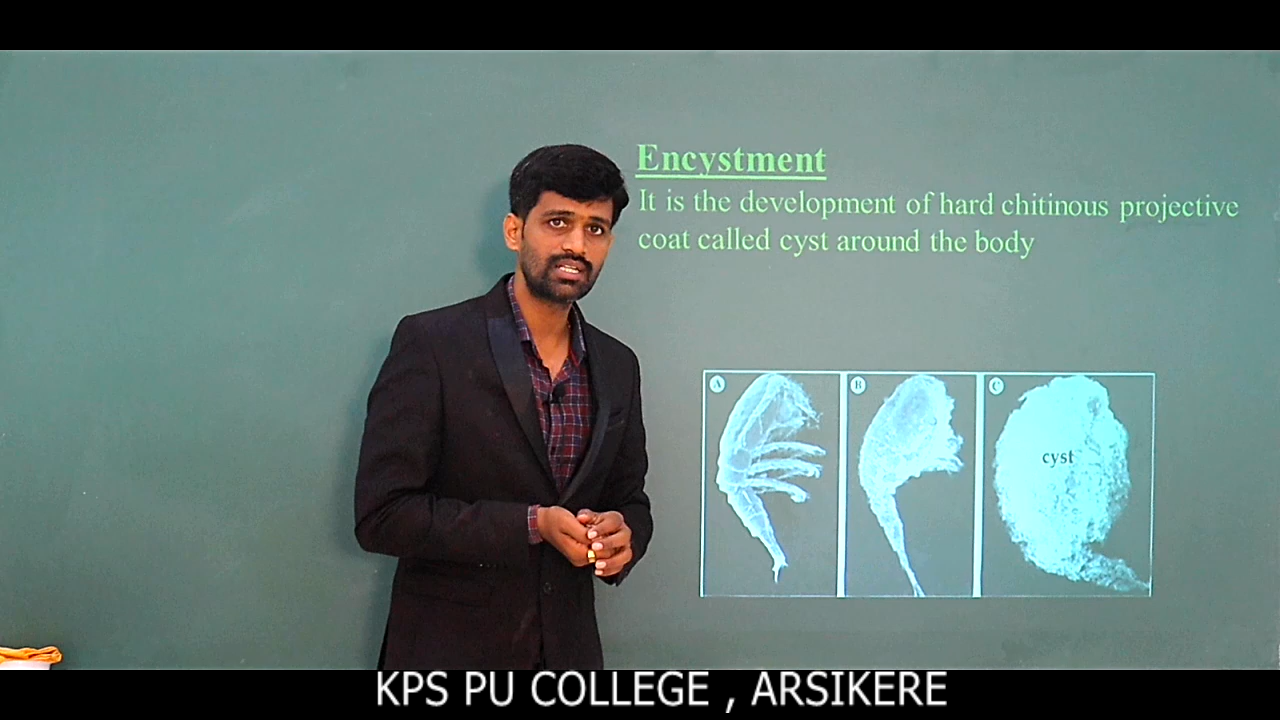 Encystment
It is the development of hard chitinous projective
coat called cyst around the body
A B C
cyst
KPS PU COLLEGE , ARSIKERE